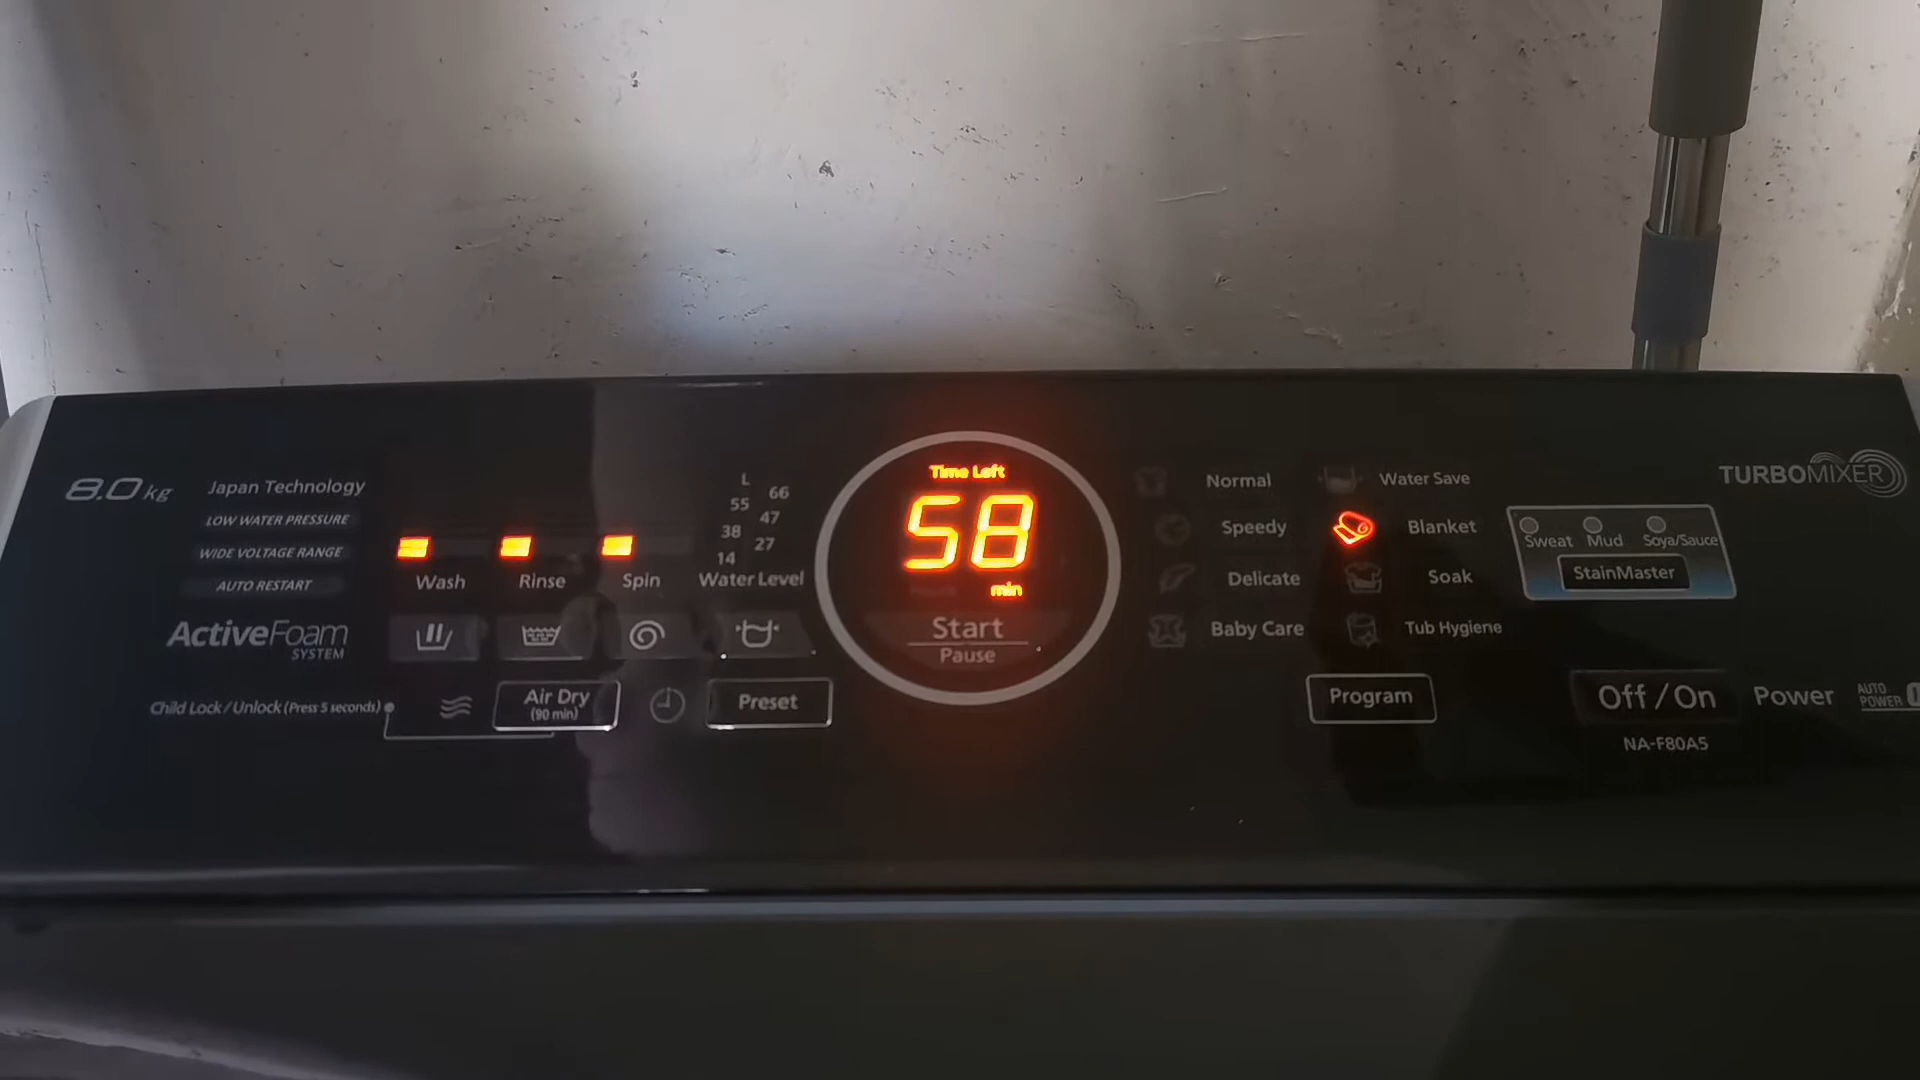 8.0 kg
Japan Technology
LOW WATER PRESSURE
WIDE VOLTAGE RANGE
AUTO RESTART
ActiveFoam
SYSTEM
Child Lock/Unlock (Press 5 seconds)
Wash
Rinse
Spin
L
66
55
47
38
27
14
Water Level
Air Dry
(90 min)
Preset
Time Left
58
min
Start
Pause
Normal
Speedy
Delicate
Baby Care
Water Save
Blanket
Soak
Tub Hygiene
Program
TURBOMIXER
Sweat Mud Soya/Sauce
StainMaster
Off/On Power
AUTO
POWER
NA-F80A5